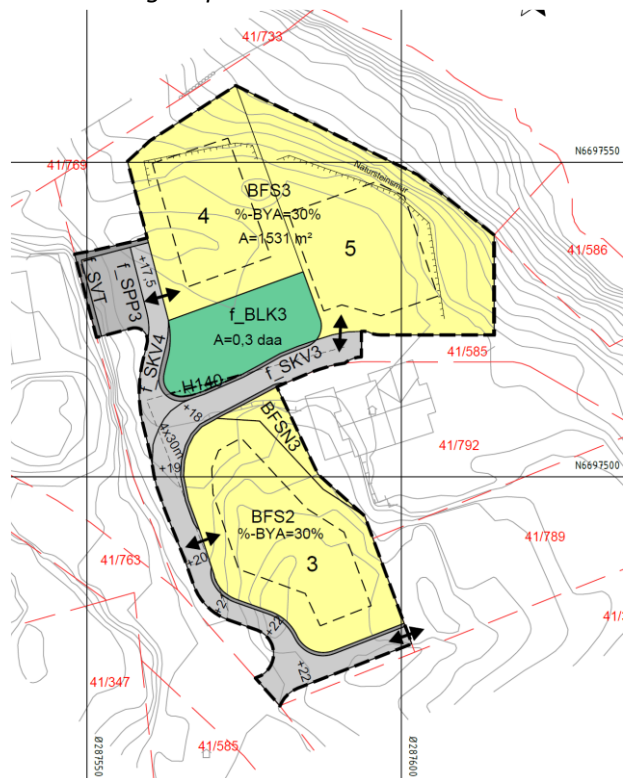 41/733
N6697550
41/769
Natursteinsmur
BFS3
%-BYA=30%
4
A=1531 m²
5
41/586
f_SVT
f_SPP3
+17,5
f_BLK3
A=0,3 daa
f_SKV4
f_SKV3
H140
41/585
+18
4x30m
BFSN3
41/792
+19
N6697500
BFS2
%-BYA=30%
3
41/789
41/763
+20
+22
+22
41/347
41/585
Ø287550
Ø287600